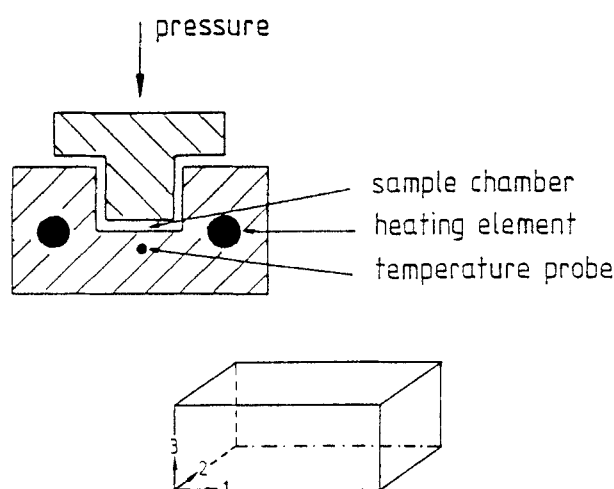 pressure
sample chamber
heating element
temperature probe
3
2
1